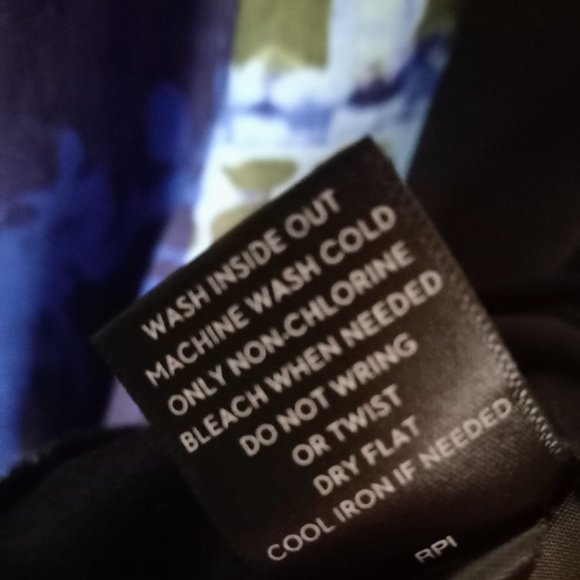 WASH INSIDE OUT
MACHINE WASH COLD
ONLY NON-CHLORINE
BLEACH WHEN NEEDED
DO NOT WRING
OR TWIST
DRY FLAT
COOL IRON IF NEEDED
RPI